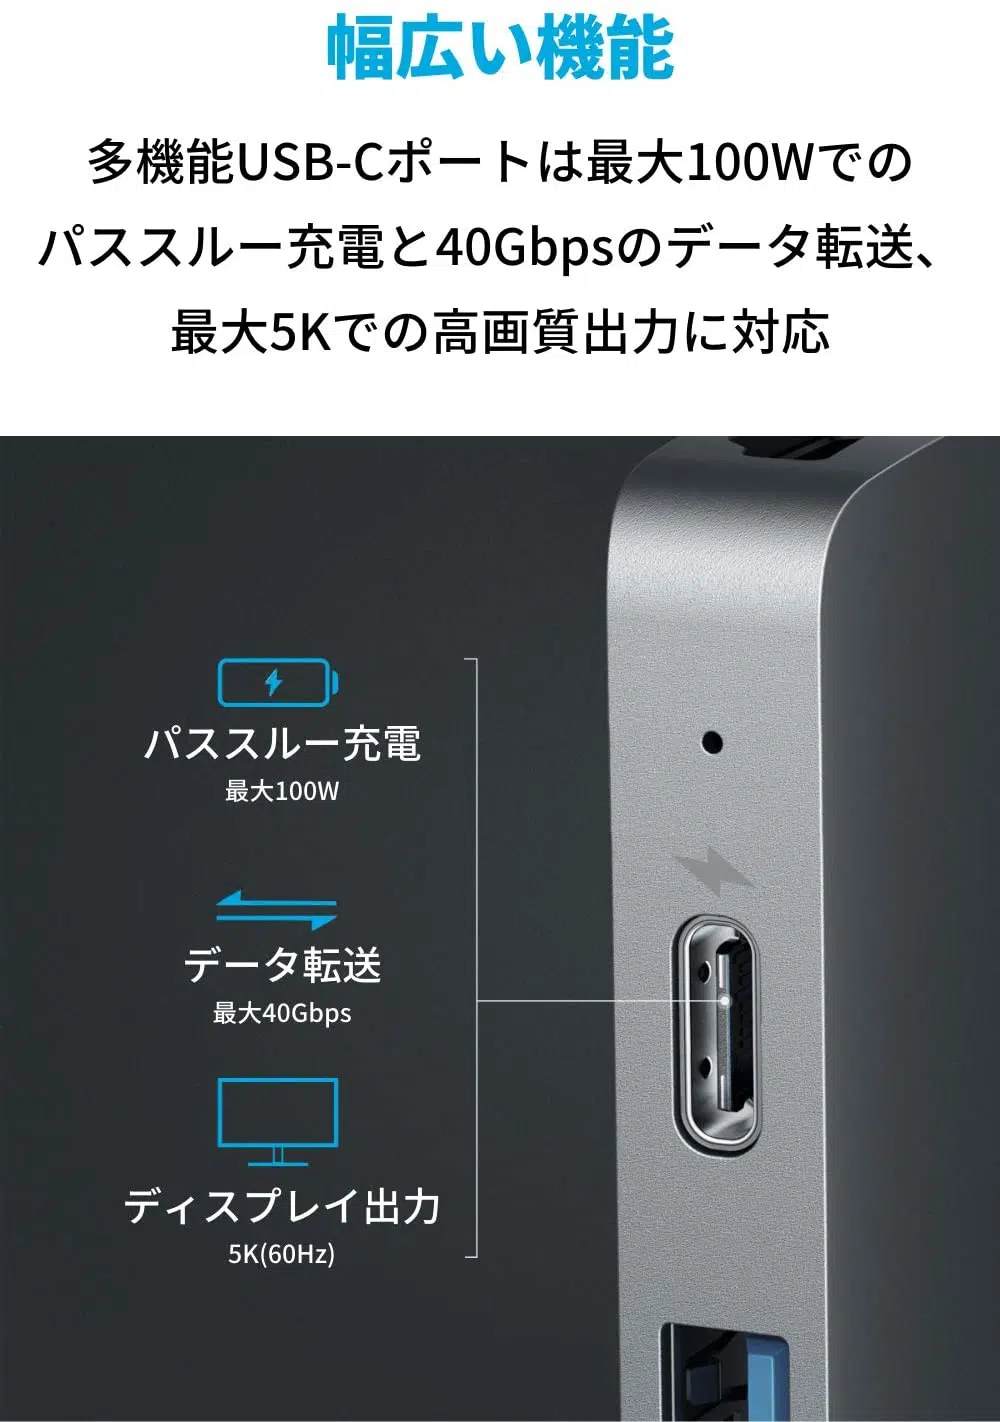 幅広い機能
多機能USB-Cポートは最大100Wでの
パススルー充電と40Gbpsのデータ転送、
最大5Kでの高画質出力に対応
パススルー充電
最大100W
データ転送
最大40Gbps
ディスプレイ出力
5K(60Hz)